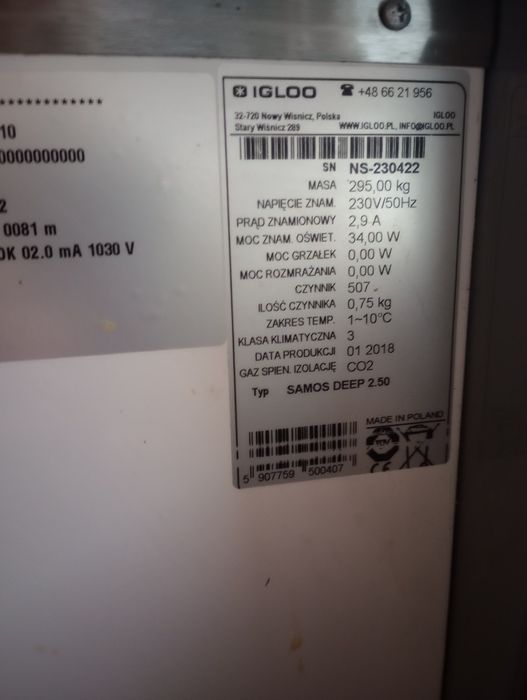 ************
10
0000000000
2
0081 m
OK 02.0 mA 1030 V
IGLOO ☎ +48 66 21 956
32-720 Nowy Wisnicz, Polska IGLOO
Stary Wiśnicz 289 WWW.IGLOO.PL, INFO@IGLOO.PL
SN NS-230422
MASA 295,00 kg
NAPIĘCIE ZNAM. 230V/50Hz
PRĄD ZNAMIONOWY 2,9 A
MOC ZNAM. OŚWIET. 34,00 W
MOC GRZAŁEK 0,00 W
MOC ROZMRAŻANIA 0,00 W
CZYNNIK 507
ILOŚĆ CZYNNIKA 0,75 kg
ZAKRES TEMP. 1~10°C
KLASA KLIMATYCZNA 3
DATA PRODUKCJI 01 2018
GAZ SPIEN. IZOLACJĘ CO2
Typ SAMOS DEEP 2.50
MADE IN POLAND
TÜV
CE
5 907759 500407